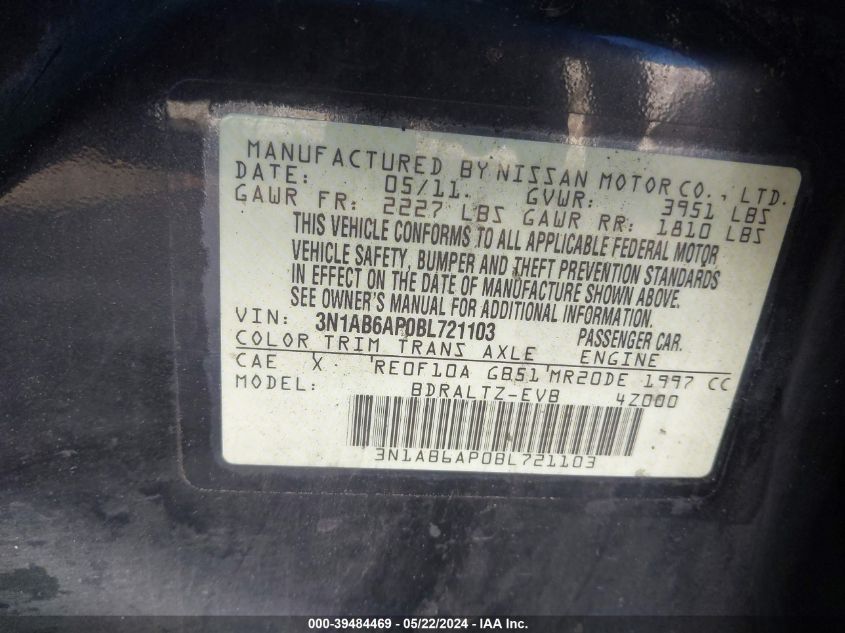 MANUFACTURED BY NISSAN MOTOR CO., LTD.
DATE: 05/11. GVWR: 3951 LBS
GAWR FR: 2227 LBS GAWR RR: 1810 LBS
THIS VEHICLE CONFORMS TO ALL APPLICABLE FEDERAL MOTOR
VEHICLE SAFETY, BUMPER AND THEFT PREVENTION STANDARDS
IN EFFECT ON THE DATE OF MANUFACTURE SHOWN ABOVE.
SEE OWNER'S MANUAL FOR ADDITIONAL INFORMATION.
VIN: 3N1AB6AP0BL721103 PASSENGER CAR.
COLOR TRIM TRANS AXLE ENGINE
CAE X RE0F10A GB51 MR20DE 1997 CC
MODEL: BDRALTZ-EVB 4Z000
3N1AB6AP0BL721103
000-39484469 - 05/22/2024 - IAA Inc.